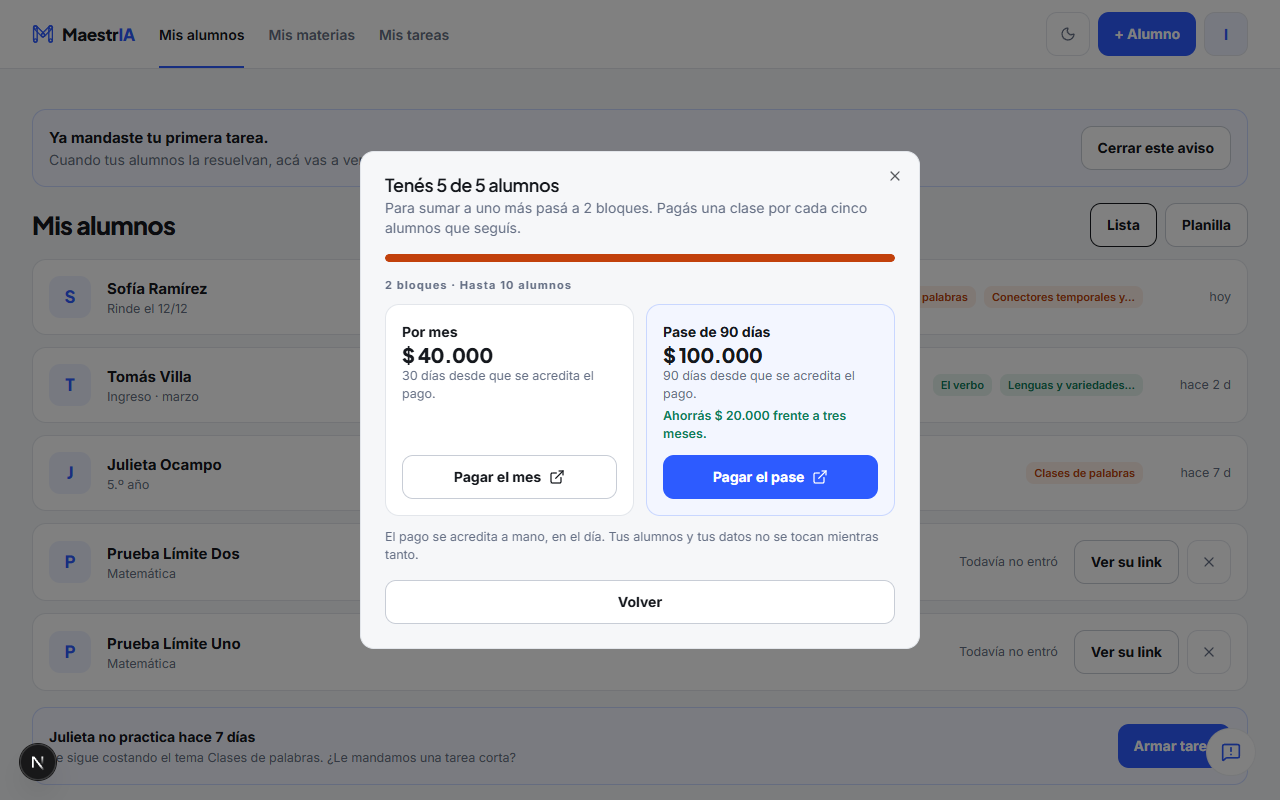 MaestrIA
Mis alumnos
Mis materias
Mis tareas
+ Alumno
I
Ya mandaste tu primera tarea.
Cuando tus alumnos la resuelvan, acá vas a
Cerrar este aviso
Mis alumnos
Lista
Planilla
S
Sofía Ramírez
Rinde el 12/12
palabras
Conectores temporales y...
hoy
T
Tomás Villa
Ingreso · marzo
El verbo
Lenguas y variedades...
hace 2 d
J
Julieta Ocampo
5.º año
Clases de palabras
hace 7 d
P
Prueba Límite Dos
Matemática
Todavía no entró
Ver su link
P
Prueba Límite Uno
Matemática
Todavía no entró
Ver su link
Julieta no practica hace 7 días
sigue costando el tema Clases de palabras. ¿Le mandamos una tarea corta?
Armar
N
Tenés 5 de 5 alumnos
Para sumar a uno más pasá a 2 bloques. Pagás una clase por cada cinco
alumnos que seguís.
2 bloques · Hasta 10 alumnos
Por mes
$ 40.000
30 días desde que se acredita el
pago.
Pagar el mes
Pase de 90 días
$ 100.000
90 días desde que se acredita el
pago.
Ahorrás $ 20.000 frente a tres
meses.
Pagar el pase
El pago se acredita a mano, en el día. Tus alumnos y tus datos no se tocan mientras
tanto.
Volver